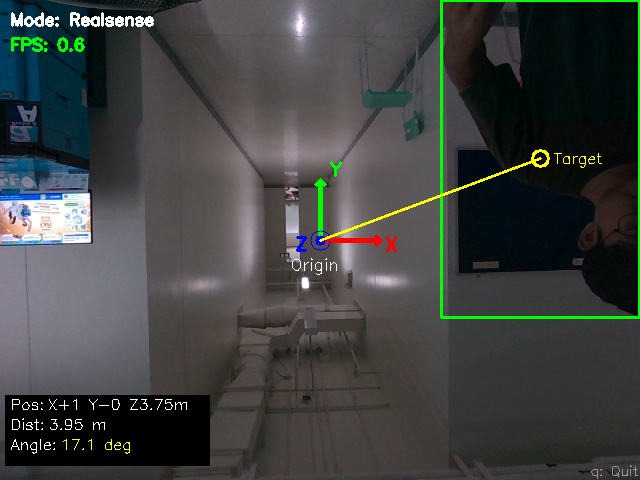 Mode: Realsense
FPS: 0.6
A
Y
Target
Z
X
Origin
Pos: X+1 Y-0 Z3.75m
Dist: 3.95 m
Angle: 17.1 deg
q: Quit